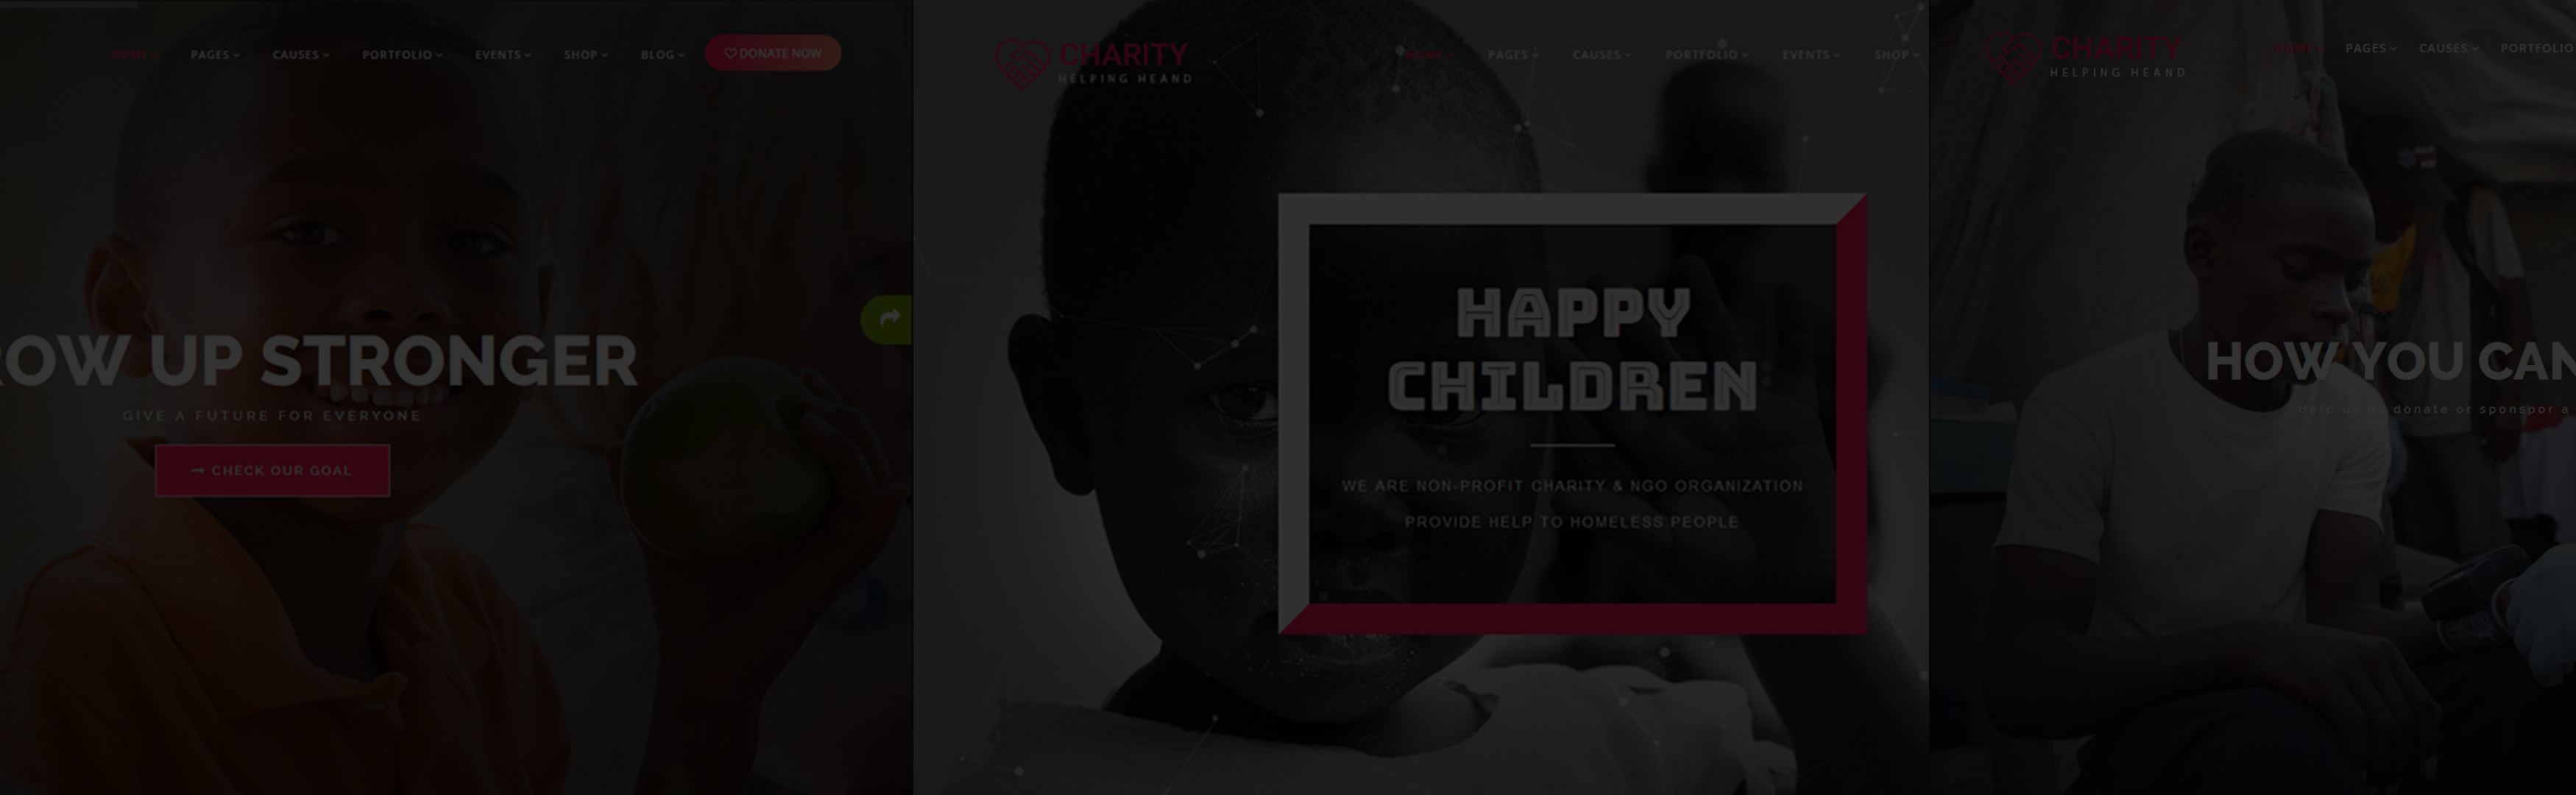 HOME PAGES CAUSES PORTFOLIO EVENTS SHOP BLOG DONATE NOW
OW UP STRONGER
GIVE A FUTURE FOR EVERYONE
CHECK OUR GOAL
CHARITY
HELPING HEAND
HOME PAGES CAUSES PORTFOLIO EVENTS SHOP
HAPPY
CHILDREN
WE ARE NON-PROFIT CHARITY & NGO ORGANIZATION
PROVIDE HELP TO HOMELESS PEOPLE
CHARITY
HELPING HEAND
HOME PAGES CAUSES PORTFOLIO
HOW YOU CAN
Help us by donate or sponspor a